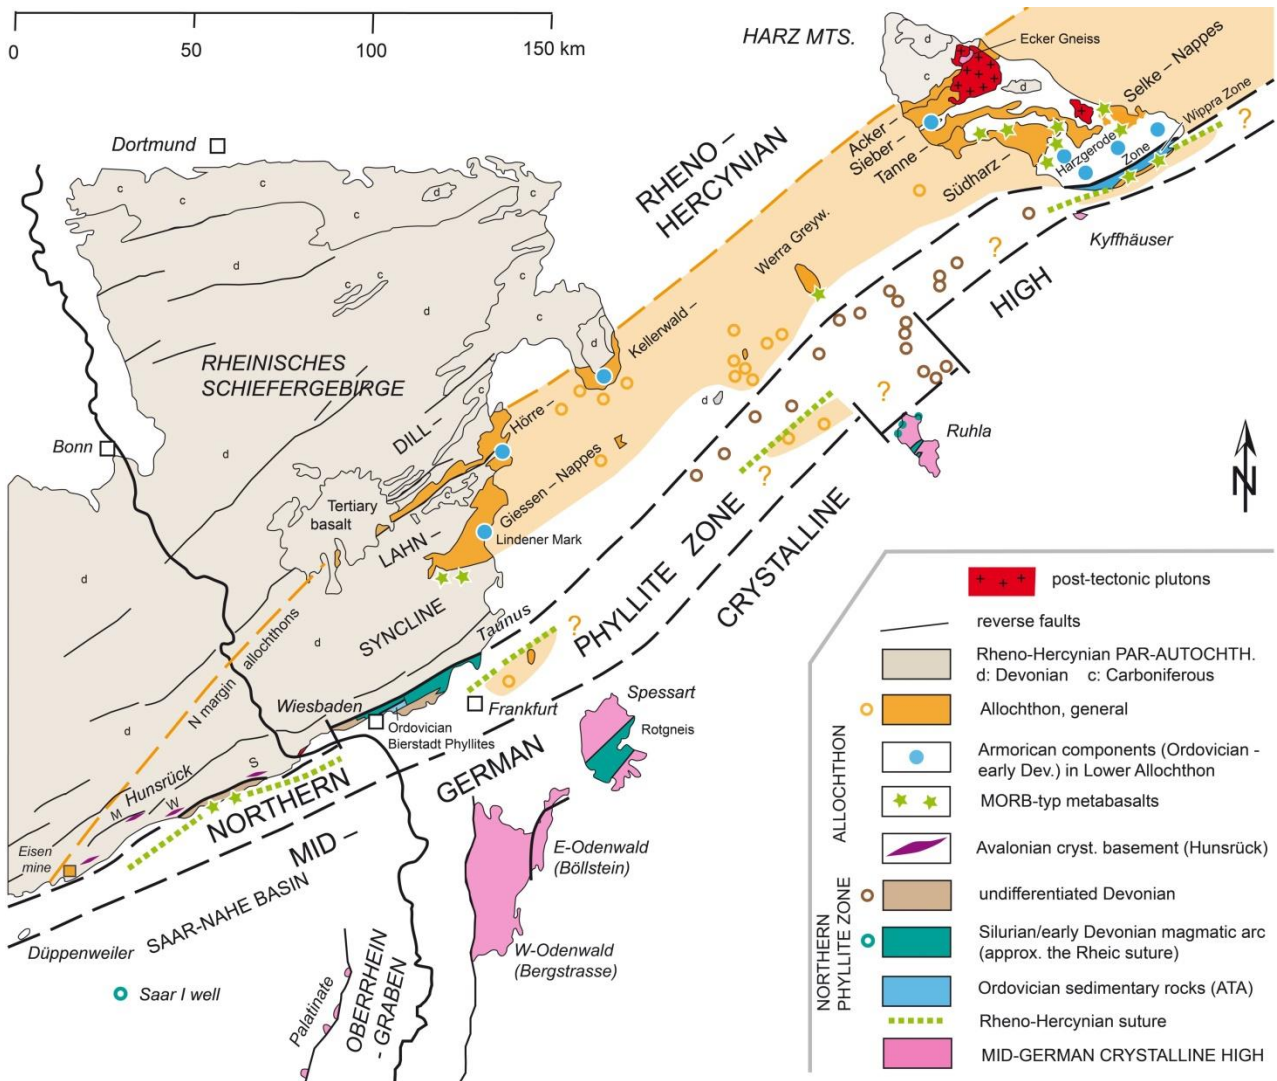 0 50 100 150 km
HARZ MTS.
Ecker Gneiss
d
c
d
Selke – Nappes
Wippra Zone
?
Harzgerode
Zone
Acker –
Sieber –
Tanne –
Südharz –
Kyffhäuser
Dortmund
RHENO –
HERCYNIAN
Werra Greyw.
?
HIGH
c
c
c
c
d
d
c
c
d
d
c
d
d
Kellerwald –
RHEINISCHES
SCHIEFERGEBIRGE
DILL –
Hörre –
Bonn
d
Tertiary
basalt
Giessen – Nappes
Lindener Mark
LAHN –
SYNCLINE
d
d
?
Ruhla
?
PHYLLITE ZONE
CRYSTALLINE
N
d
N margin
allochthons
d
Taunus
?
Wiesbaden
Frankfurt
Ordovician
Bierstadt Phyllites
Spessart
Rotgneis
Hunsrück
S
W
M
NORTHERN
GERMAN
MID –
Eisen
mine
SAAR-NAHE BASIN
Düppenweiler
Saar I well
Palatinate
OBERRHEIN
- GRABEN
E-Odenwald
(Böllstein)
W-Odenwald
(Bergstrasse)
post-tectonic plutons
reverse faults
Rheno-Hercynian PAR-AUTOCHTH.
d: Devonian c: Carboniferous
ALLOCHTHON
Allochthon, general
Armorican components (Ordovician -
early Dev.) in Lower Allochthon
MORB-typ metabasalts
Avalonian cryst. basement (Hunsrück)
NORTHERN
PHYLLITE ZONE
undifferentiated Devonian
Silurian/early Devonian magmatic arc
(approx. the Rheic suture)
Ordovician sedimentary rocks (ATA)
Rheno-Hercynian suture
MID-GERMAN CRYSTALLINE HIGH